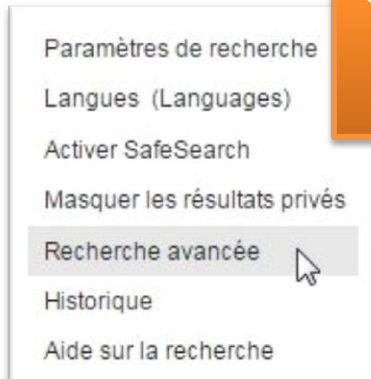 Paramètres de recherche
Langues (Languages)
Activer SafeSearch
Masquer les résultats privés
Recherche avancée
Historique
Aide sur la recherche